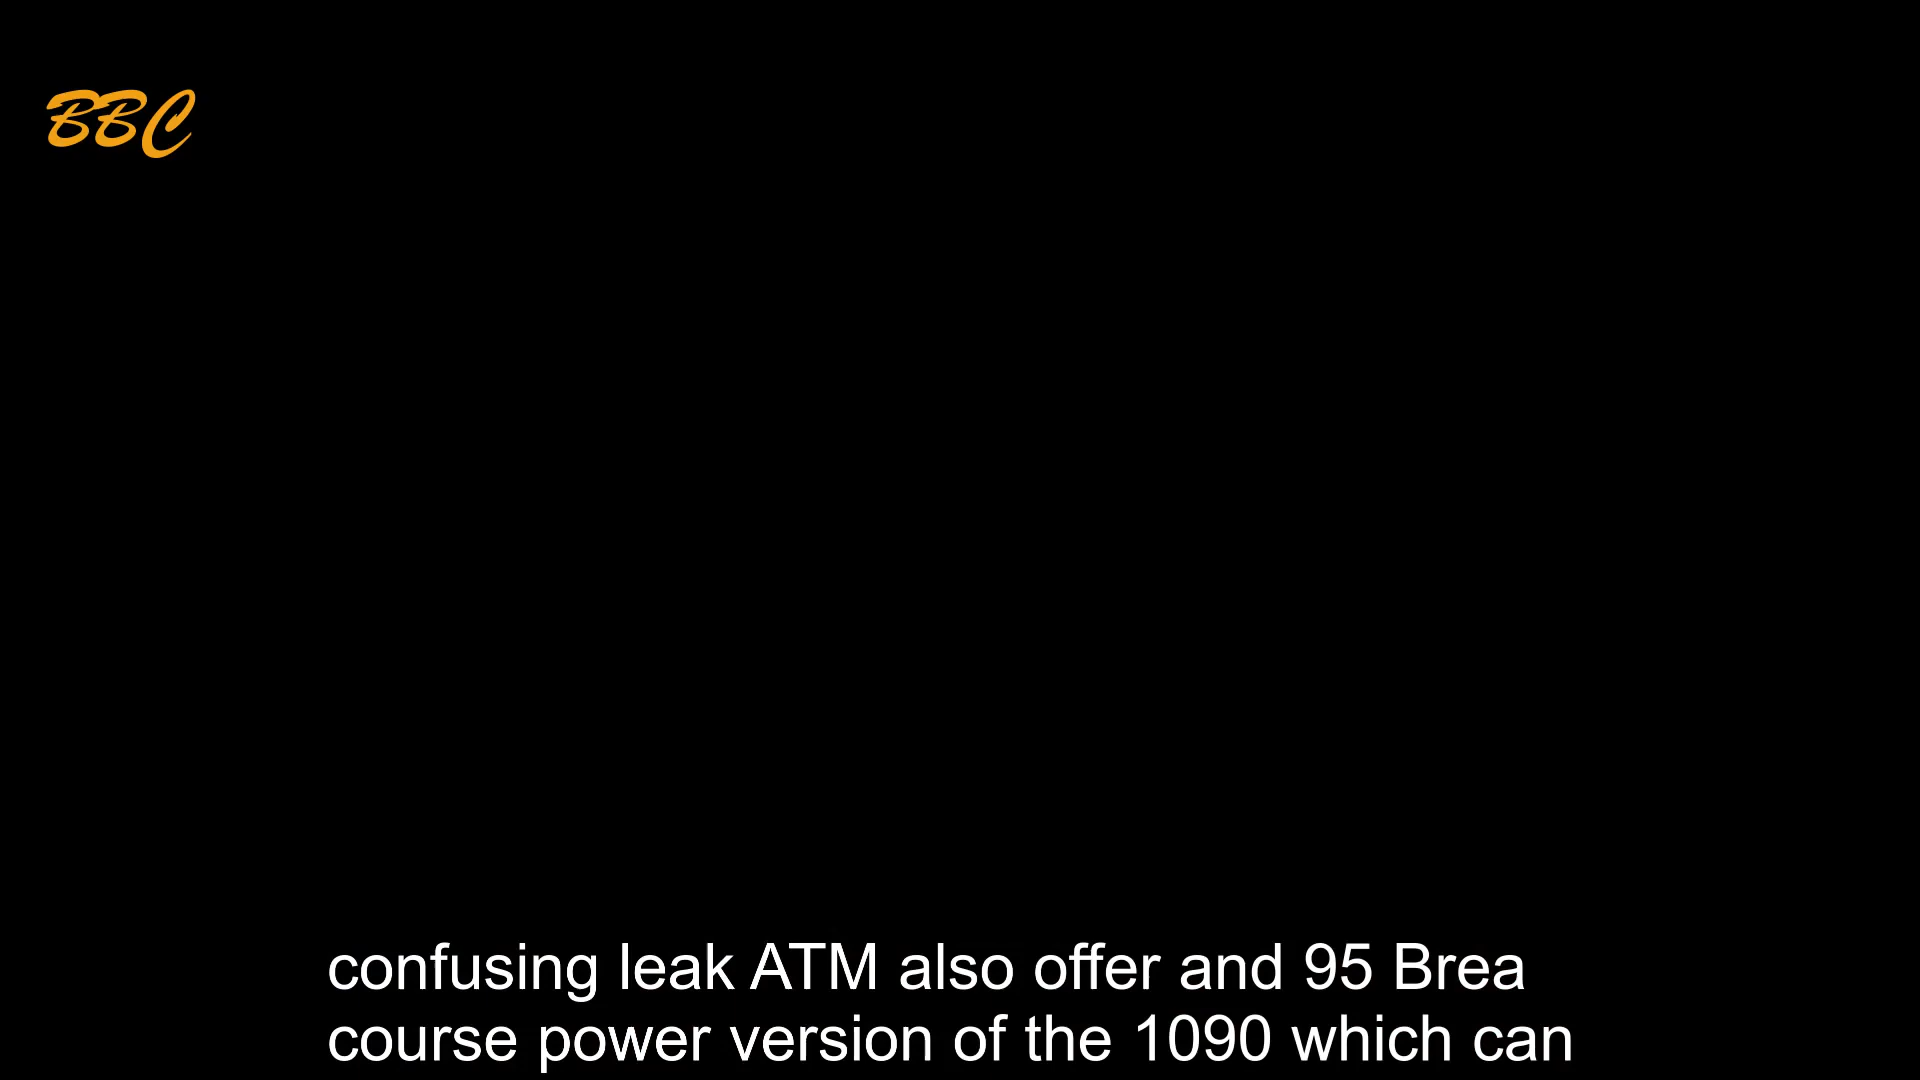 BBC
confusing leak ATM also offer and 95 Brea
course power version of the 1090 which can